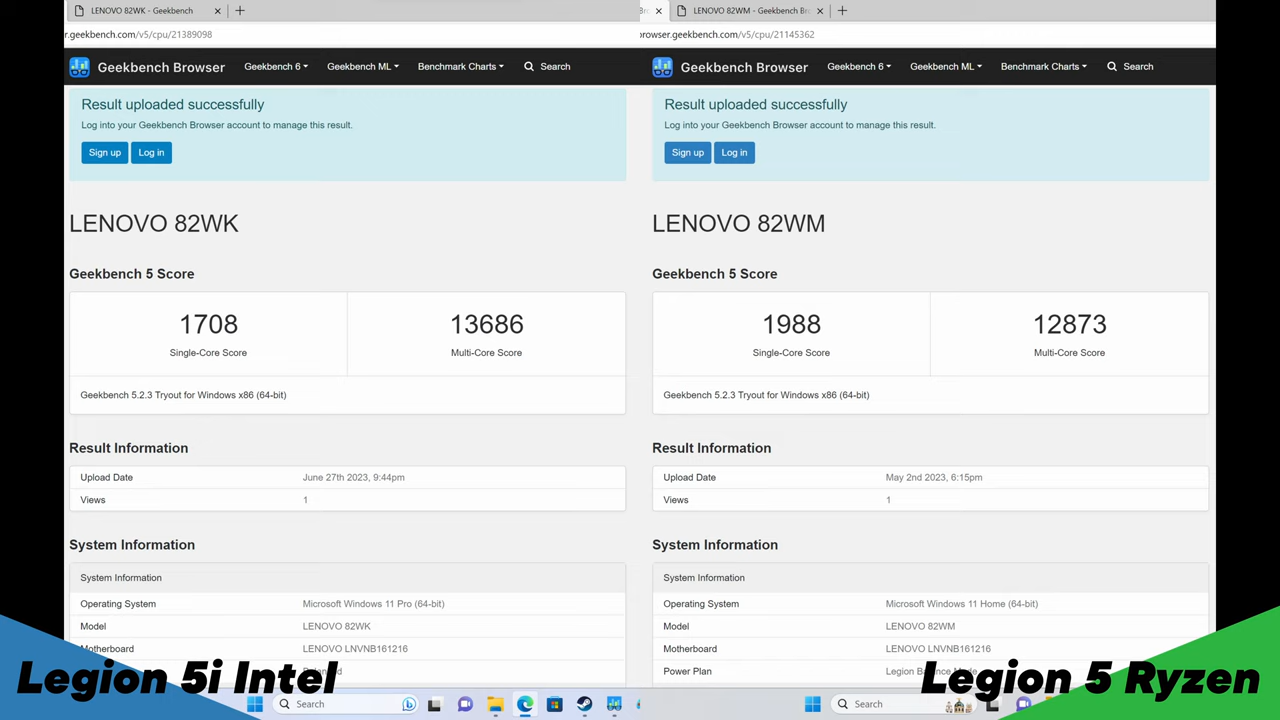 LENOVO 82WK - Geekbench
r.geekbench.com/v5/cpu/21389098
Geekbench Browser
Geekbench 6
Geekbench ML
Benchmark Charts
Search
Result uploaded successfully
Log into your Geekbench Browser account to manage this result.
Sign up
Log in
LENOVO 82WK
Geekbench 5 Score
1708
13686
Single-Core Score
Multi-Core Score
Geekbench 5.2.3 Tryout for Windows x86 (64-bit)
Result Information
Upload Date June 27th 2023, 9:44pm
Views 1
System Information
System Information
Operating System Microsoft Windows 11 Pro (64-bit)
Model LENOVO 82WK
Motherboard LENOVO LNVNB161216
Legion 5i Intel
Search
LENOVO 82WM - Geekbench Br
browser.geekbench.com/v5/cpu/21145362
Geekbench Browser
Geekbench 6
Geekbench ML
Benchmark Charts
Search
Result uploaded successfully
Log into your Geekbench Browser account to manage this result.
Sign up
Log in
LENOVO 82WM
Geekbench 5 Score
1988
12873
Single-Core Score
Multi-Core Score
Geekbench 5.2.3 Tryout for Windows x86 (64-bit)
Result Information
Upload Date May 2nd 2023, 6:15pm
Views 1
System Information
System Information
Operating System Microsoft Windows 11 Home (64-bit)
Model LENOVO 82WM
Motherboard LENOVO LNVNB161216
Power Plan Legion Balance Mode
Legion 5 Ryzen
Search